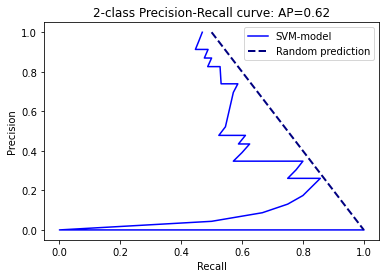 2-class Precision-Recall curve: AP=0.62
SVM-model
Random prediction
1.0
0.8
0.6
0.4
0.2
0.0
Precision
0.0 0.2 0.4 0.6 0.8 1.0
Recall